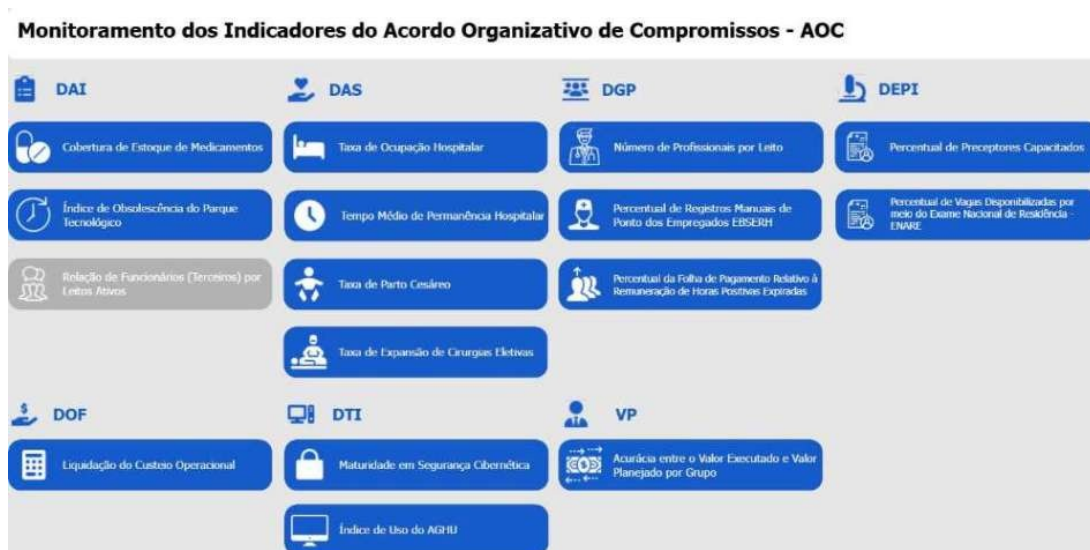 Monitoramento dos Indicadores do Acordo Organizativo de Compromissos - AOC
DAI
Cobertura de Estoque de Medicamentos
Índice de Obsolescência do Parque
Tecnológico
Relação de Funcionários (Terceiros) por
Leitos Ativos
DAS
Taxa de Ocupação Hospitalar
Tempo Médio de Permanência Hospitalar
Taxa de Parto Cesáreo
Taxa de Expansão de Cirurgias Eletivas
DGP
Número de Profissionais por Leito
Percentual de Registros Manuais de
Ponto dos Empregados EBSERH
Percentual da Folha de Pagamento Relativo à
Remuneração de Horas Positivas Expiradas
DEPI
Percentual de Preceptores Capacitados
Percentual de Vagas Disponibilizadas por
meio do Exame Nacional de Residência -
ENARE
DOF
Liquidação do Custeio Operacional
DTI
Maturidade em Segurança Cibernética
Índice de Uso do AGHU
VP
Acurácia entre o Valor Executado e Valor
Planejado por Grupo